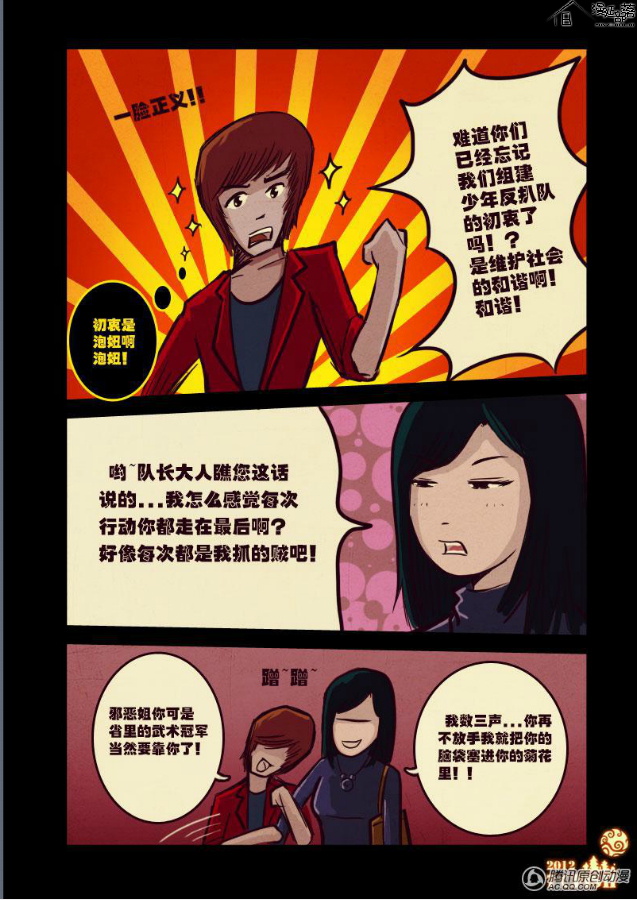 漫正部落
一脸正义!!
难道你们
已经忘记
我们组建
少年反扒队
的初衷了
吗！?
是维护社会
的和谐啊！
和谐！
初衷是
泡妞啊
泡妞！
哟~队长大人瞧您这话
说的...我怎么感觉每次
行动你都走在最后啊？
好像每次都是我抓的贼吧！
蹭~蹭~
邪恶姐你可是
省里的武术冠军
当然要靠你了！
我数三声...你再
不放手我就把你的
脑袋塞进你的菊花
里！！
2012
腾讯原创动漫
AC.QQ.COM